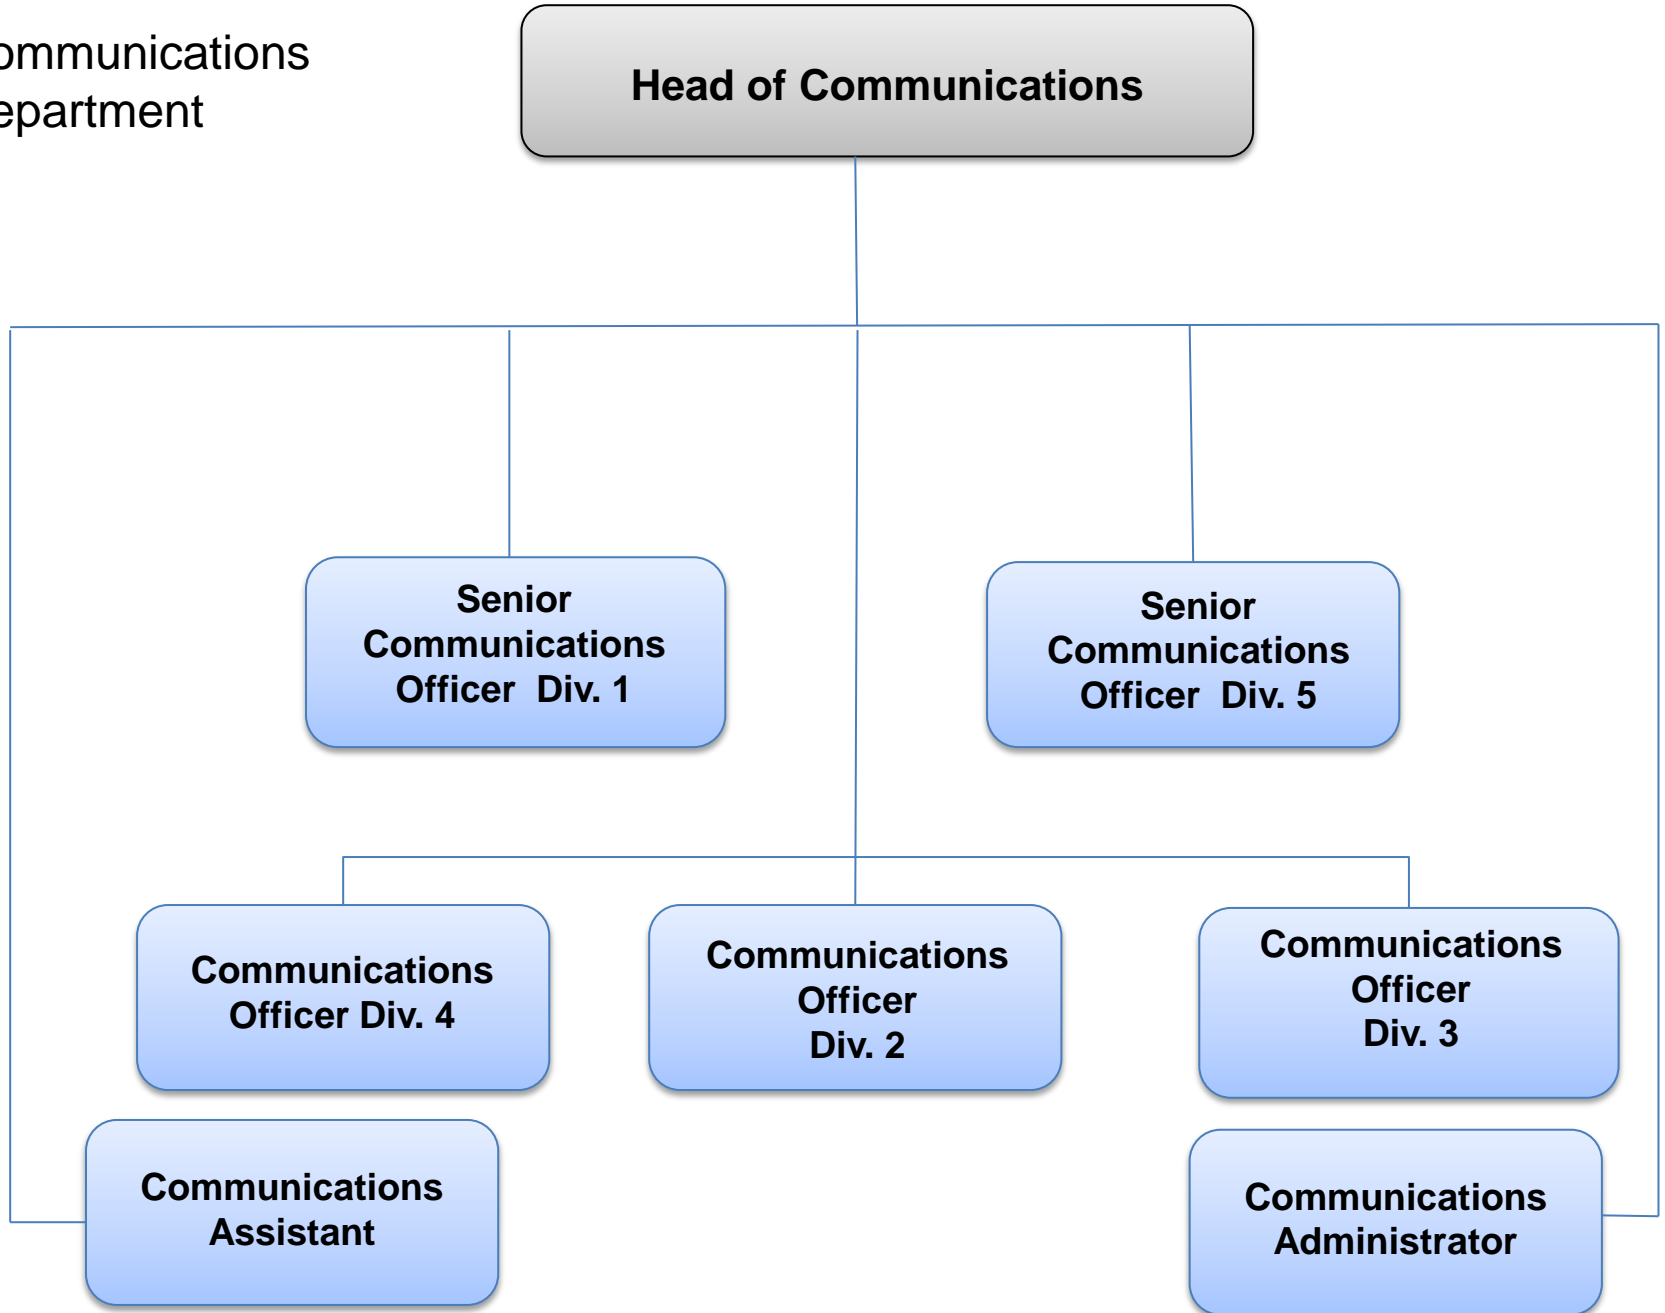 ommunications
epartment
Head of Communications
Senior
Communications
Officer  Div. 1
Senior
Communications
Officer  Div. 5
Communications
Officer Div. 4
Communications
Officer
Div. 2
Communications
Officer
Div. 3
Communications
Assistant
Communications
Administrator